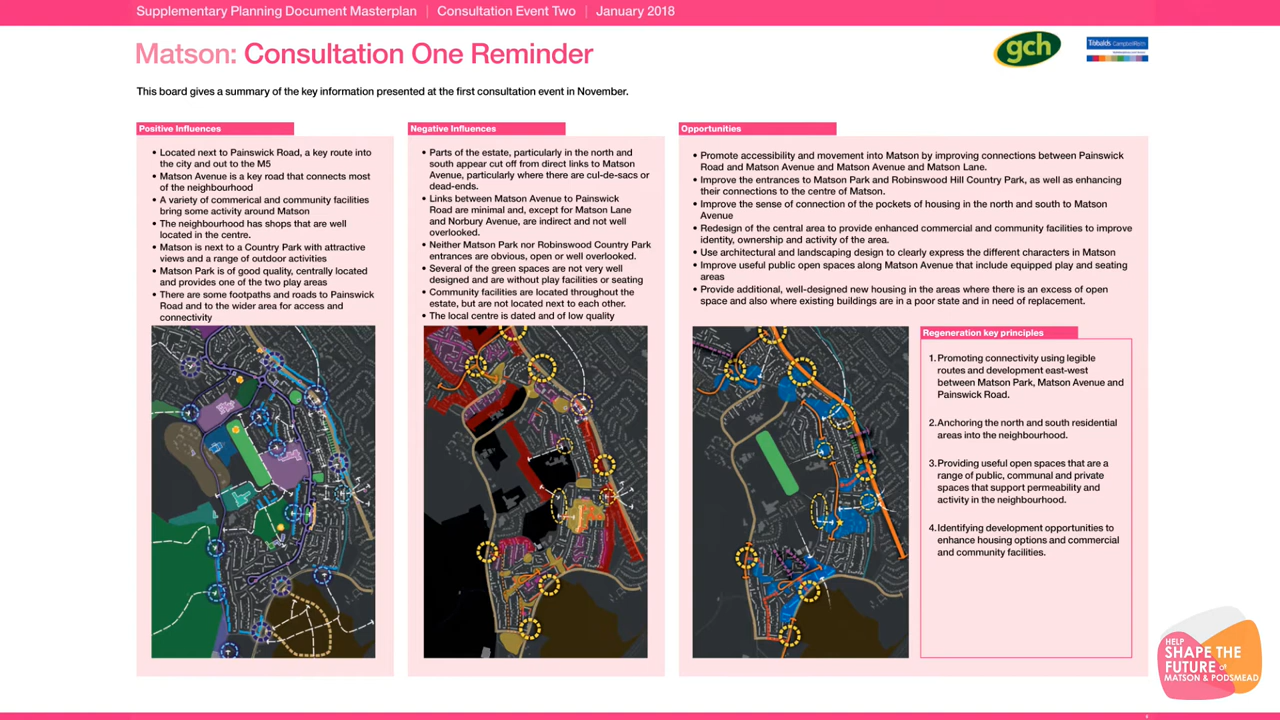 Supplementary Planning Document Masterplan | Consultation Event Two | January 2018
Matson: Consultation One Reminder
gch
Tibbalds CampbellReith
This board gives a summary of the key information presented at the first consultation event in November.
Positive Influences
• Located next to Painswick Road, a key route into
the city and out to the M5
• Matson Avenue is a key road that connects most
of the neighbourhood
• A variety of commerical and community facilities
bring some activity around Matson
• The neighbourhood has shops that are well
located in the centre.
• Matson is next to a Country Park with attractive
views and a range of outdoor activities
• Matson Park is of good quality, centrally located
and provides one of the two play areas
• There are some footpaths and roads to Painswick
Road and to the wider area for access and
connectivity
Negative Influences
• Parts of the estate, particularly in the north and
south appear cut off from direct links to Matson
Avenue, particularly where there are cul-de-sacs or
dead-ends.
• Links between Matson Avenue to Painswick
Road are minimal and, except for Matson Lane
and Norbury Avenue, are indirect and not well
overlooked.
• Neither Matson Park nor Robinswood Country Park
entrances are obvious, open or well overlooked.
• Several of the green spaces are not very well
designed and are without play facilities or seating
• Community facilities are located throughout the
estate, but are not located next to each other.
• The local centre is dated and of low quality
Opportunities
• Promote accessibility and movement into Matson by improving connections between Painswick
Road and Matson Avenue and Matson Avenue and Matson Lane.
• Improve the entrances to Matson Park and Robinswood Hill Country Park, as well as enhancing
their connections to the centre of Matson.
• Improve the sense of connection of the pockets of housing in the north and south to Matson
Avenue
• Redesign of the central area to provide enhanced commercial and community facilities to improve
identity, ownership and activity of the area.
• Use architectural and landscaping design to clearly express the different characters in Matson
• Improve useful public open spaces along Matson Avenue that include equipped play and seating
areas
• Provide additional, well-designed new housing in the areas where there is an excess of open
space and also where existing buildings are in a poor state and in need of replacement.
Regeneration key principles
1. Promoting connectivity using legible
routes and development east-west
between Matson Park, Matson Avenue and
Painswick Road.
2. Anchoring the north and south residential
areas into the neighbourhood.
3. Providing useful open spaces that are a
range of public, communal and private
spaces that support permeability and
activity in the neighbourhood.
4. Identifying development opportunities to
enhance housing options and commercial
and community facilities.
HELP
SHAPE THE
FUTURE of
MATSON & PODSMEAD